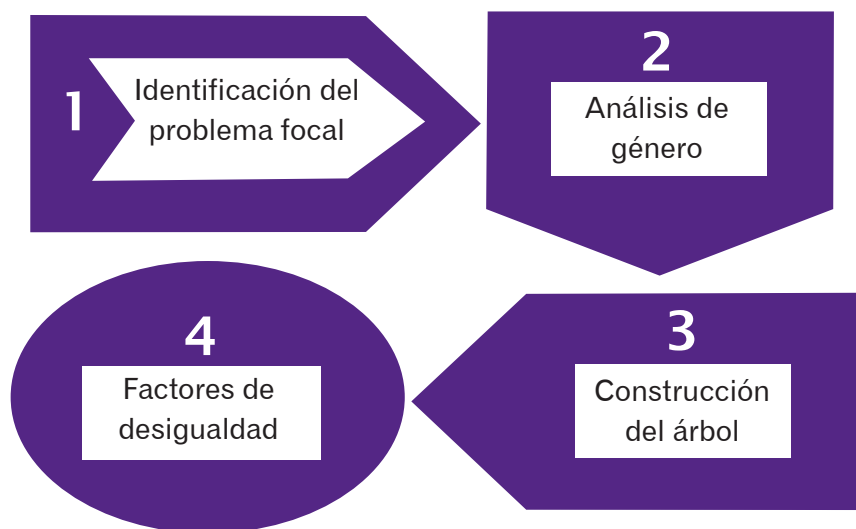 1
Identificación del
problema focal
2
Análisis de
género
3
Construcción
del árbol
4
Factores de
desigualdad